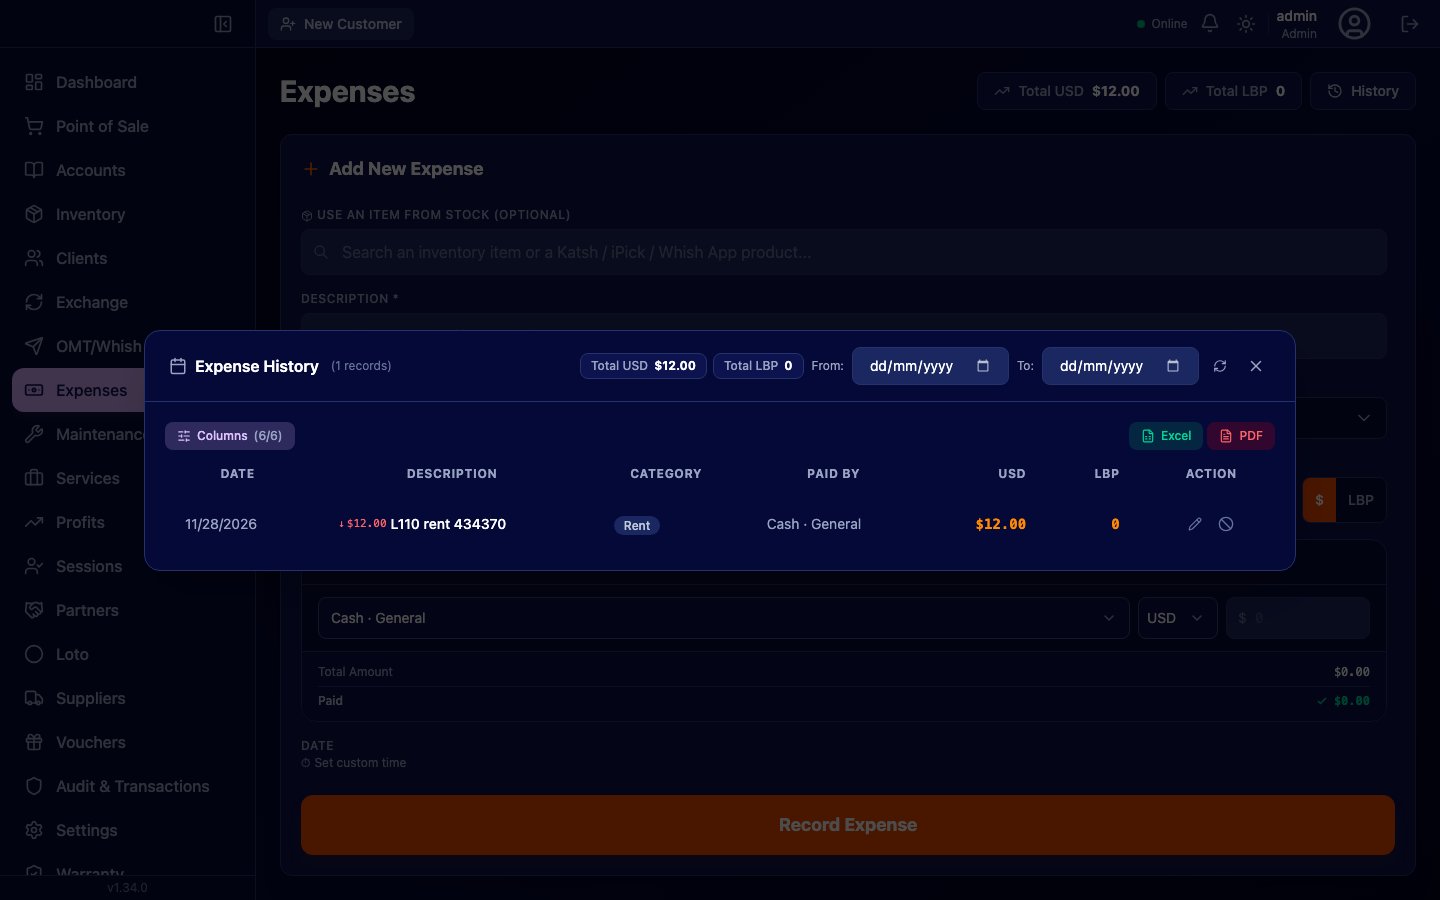 New Customer
Online
admin
Admin
Dashboard
Point of Sale
Accounts
Inventory
Clients
Exchange
OMT/Whish
Expenses
Maintenance
Services
Profits
Sessions
Partners
Loto
Suppliers
Vouchers
Audit & Transactions
Settings
Warranty
v1.34.0
Expenses
Total USD $12.00
Total LBP 0
History
Add New Expense
USE AN ITEM FROM STOCK (OPTIONAL)
Search an inventory item or a Katsh / iPick / Whish App product...
DESCRIPTION *
Expense History (1 records)
Total USD $12.00
Total LBP 0
From: dd/mm/yyyy
To: dd/mm/yyyy
Columns (6/6)
Excel
PDF
DATE DESCRIPTION CATEGORY PAID BY USD LBP ACTION
11/28/2026 ↓$12.00 L110 rent 434370 Rent Cash · General $12.00 0
$ LBP
Cash · General
USD
$ 0
Total Amount $0.00
Paid ✓ $0.00
DATE
Set custom time
Record Expense